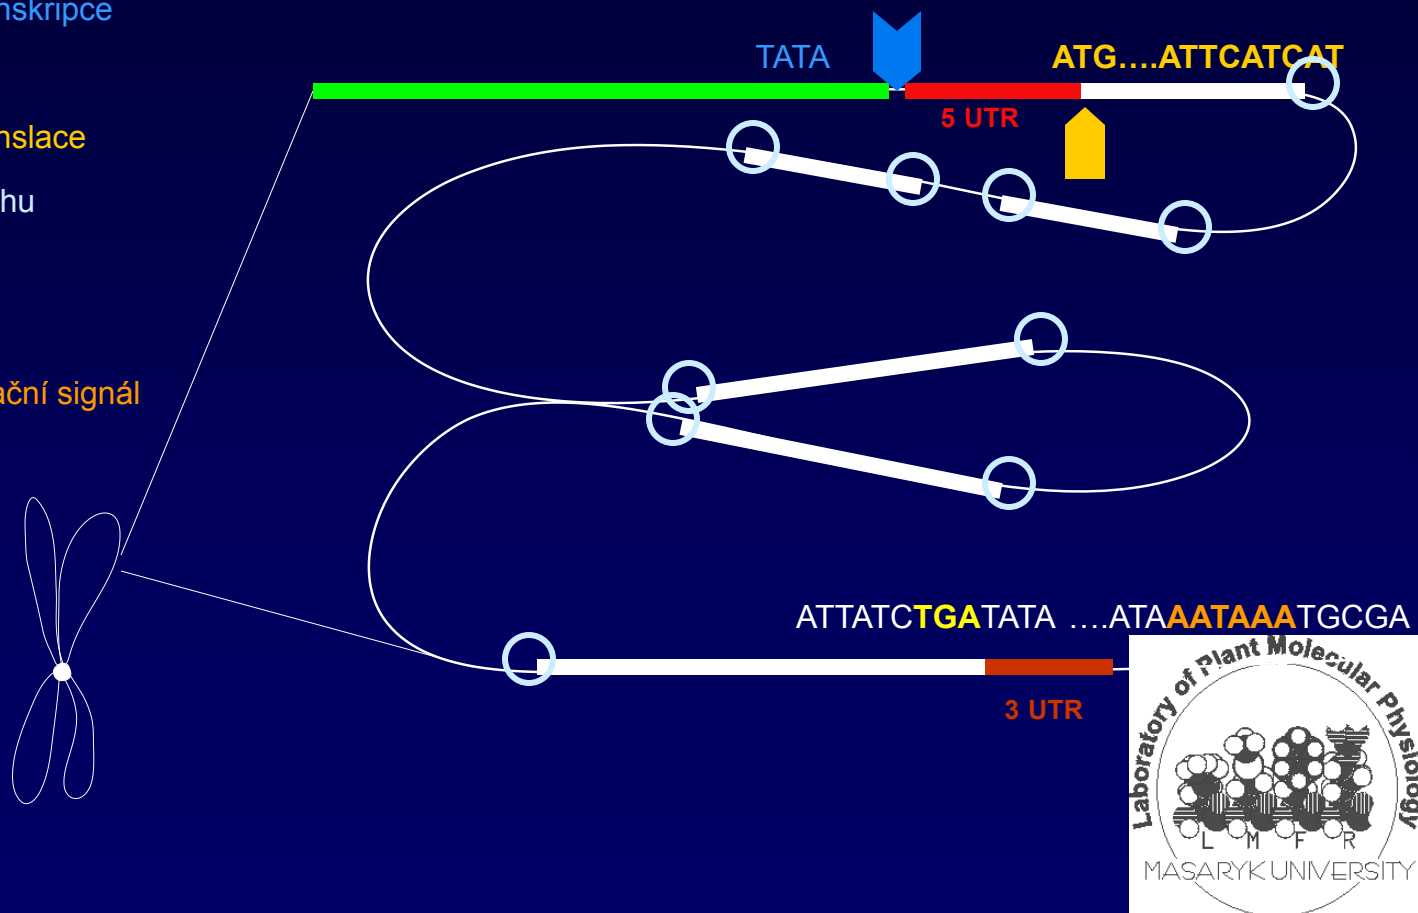 nskripce
TATA
ATG....ATTCATCAT
5 UTR
nslace
hu
ační signál
ATTATCTGATATA ....ATAAATAAATGCGA
3 UTR
Laboratory of Plant Molecular Physiology
L M F R
MASARYK UNIVERSITY